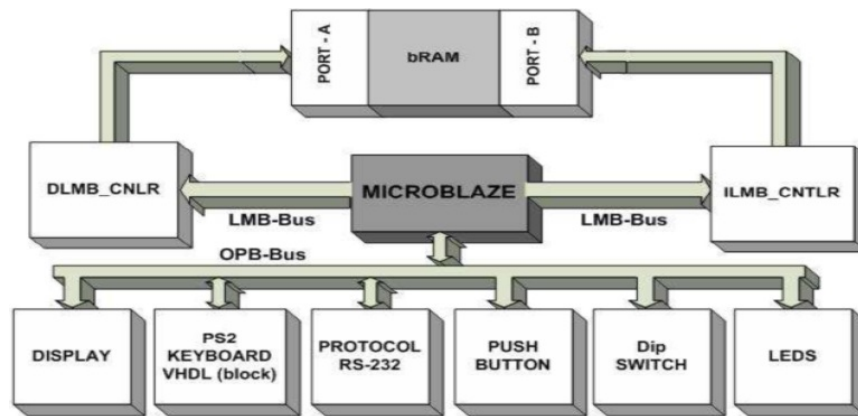 PORT - A
bRAM
PORT - B
DLMB_CNLR
MICROBLAZE
ILMB_CNTLR
LMB-Bus
LMB-Bus
OPB-Bus
DISPLAY
PS2
KEYBOARD
VHDL (block)
PROTOCOL
RS-232
PUSH
BUTTON
Dip
SWITCH
LEDS